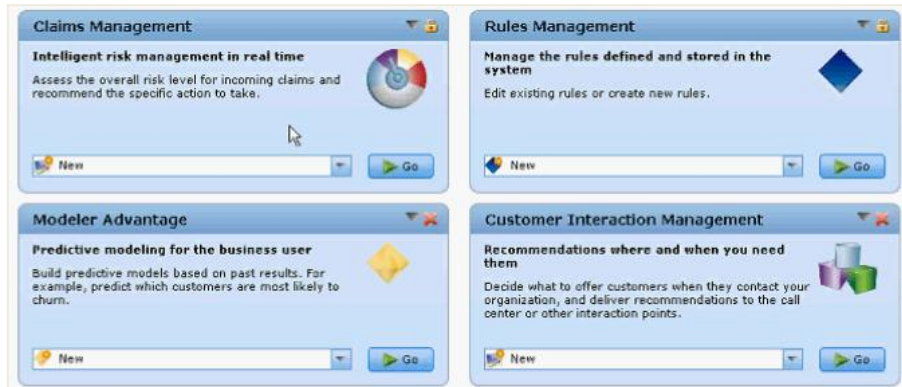 Claims Management
Intelligent risk management in real time
Assess the overall risk level for incoming claims and
recommend the specific action to take.
New
Go
Rules Management
Manage the rules defined and stored in the
system
Edit existing rules or create new rules.
New
Go
Modeler Advantage
Predictive modeling for the business user
Build predictive models based on past results. For
example, predict which customers are most likely to
churn.
New
Go
Customer Interaction Management
Recommendations where and when you need
them
Decide what to offer customers when they contact your
organization, and deliver recommendations to the call
center or other interaction points.
New
Go